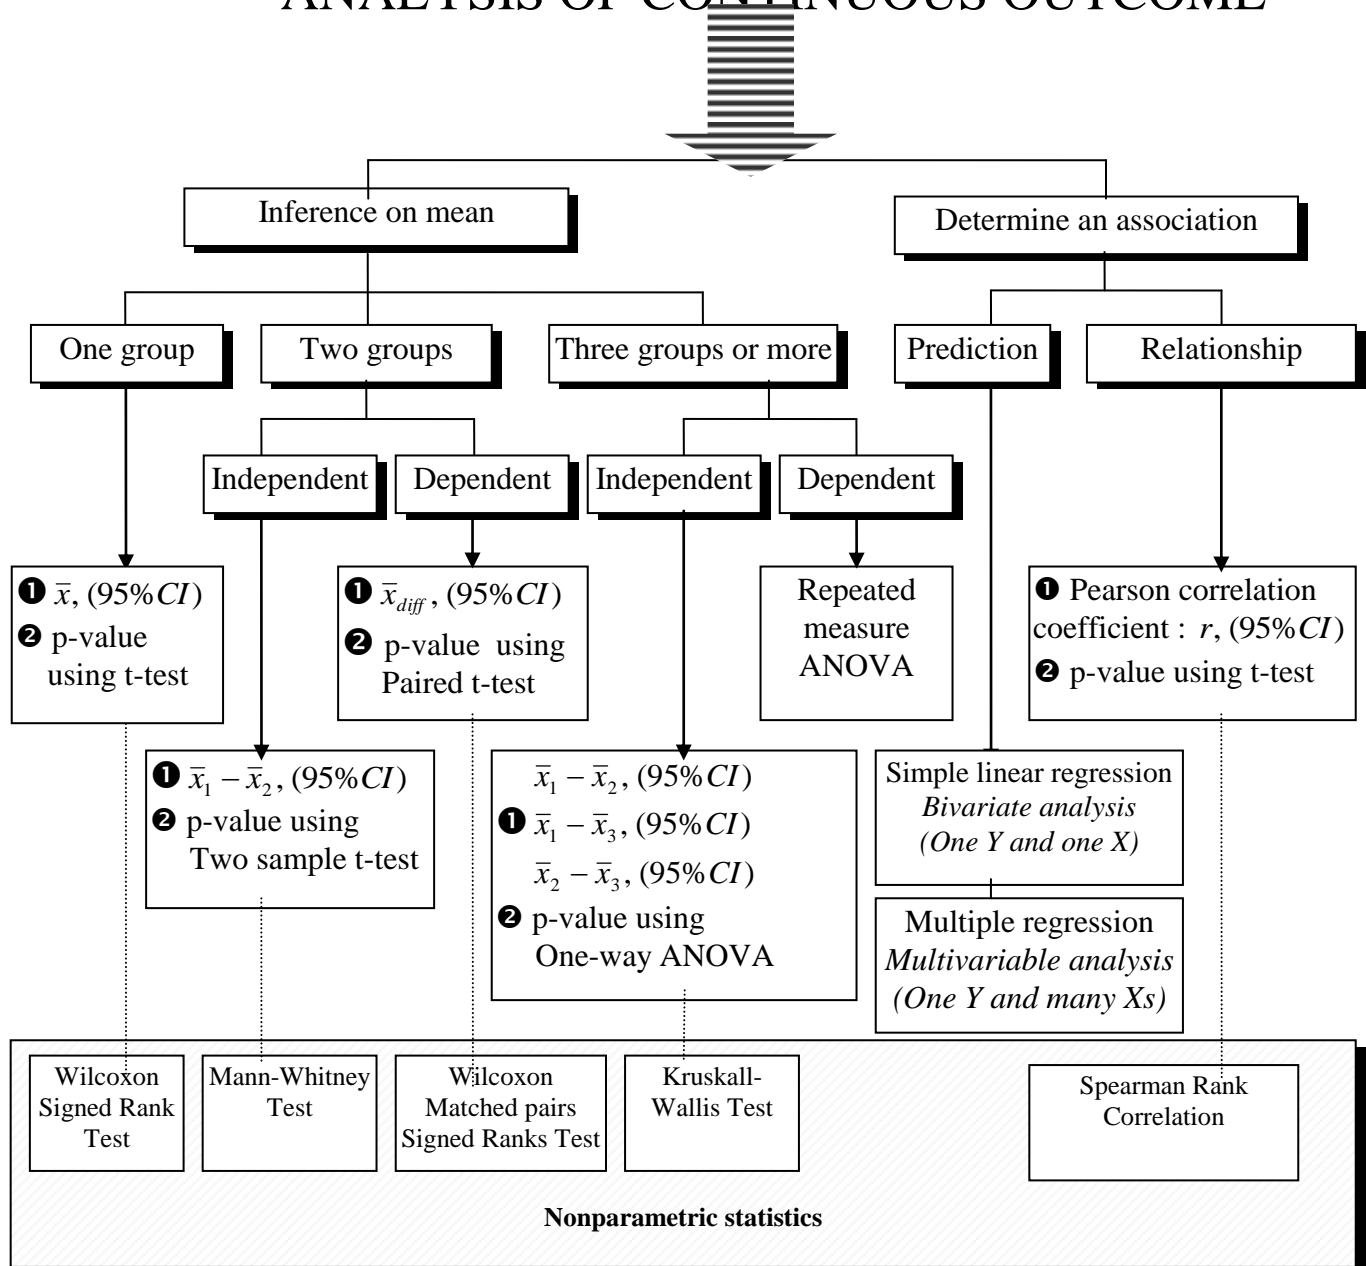 ANALYSIS OF CONTINUOUS OUTCOME
Inference on mean
Determine an association
One group
Two groups
Three groups or more
Prediction
Relationship
Independent
Dependent
Independent
Dependent
❶ x̄, (95%CI)
❷ p-value
using t-test
❶ x̄diff, (95%CI)
❷ p-value using
Paired t-test
Repeated
measure
ANOVA
❶ Pearson correlation
coefficient : r, (95%CI)
❷ p-value using t-test
❶ x̄₁ − x̄₂, (95%CI)
❷ p-value using
Two sample t-test
x̄₁ − x̄₂, (95%CI)
❶ x̄₁ − x̄₃, (95%CI)
x̄₂ − x̄₃, (95%CI)
❷ p-value using
One-way ANOVA
Simple linear regression
Bivariate analysis
(One Y and one X)
Multiple regression
Multivariable analysis
(One Y and many Xs)
Wilcoxon
Signed Rank
Test
Mann-Whitney
Test
Wilcoxon
Matched pairs
Signed Ranks Test
Kruskall-
Wallis Test
Spearman Rank
Correlation
Nonparametric statistics